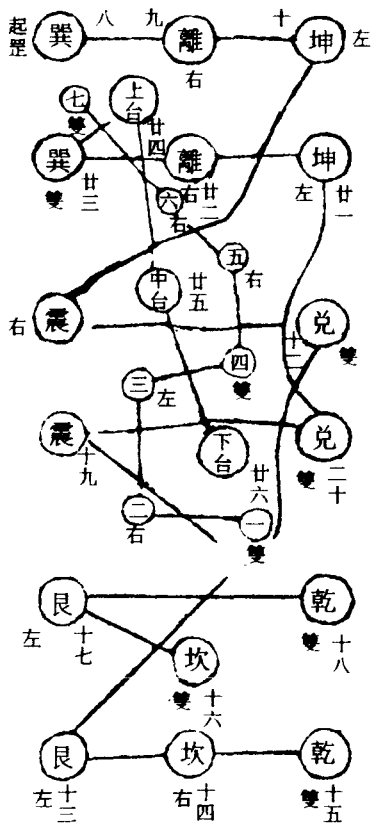 起罡
巽
八
離
九
右
坤
十
左
七
雙
上台
廿四
巽
雙
廿三
離
右
廿二
坤
左
廿一
六
右
五
右
中台
廿五
震
右
兌
十二
雙
四
雙
三
左
震
十九
下台
廿六
兌
雙
二十
二
右
一
雙
艮
左
十七
乾
雙
十八
坎
雙
十六
艮
左
十三
坎
右
十四
乾
雙
十五